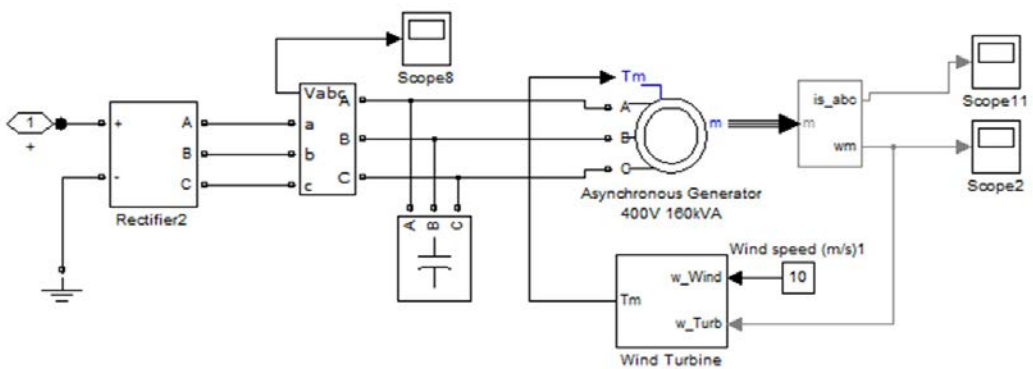 Scope8
Vabc
A
a
B
b
C
c
1
+
+
-
A
B
C
Rectifier2
A B C
Tm
A
B
C
m
Asynchronous Generator
400V 160kVA
is_abc
m
wm
Scope11
Scope2
Wind speed (m/s)1
10
w_Wind
Tm
w_Turb
Wind Turbine